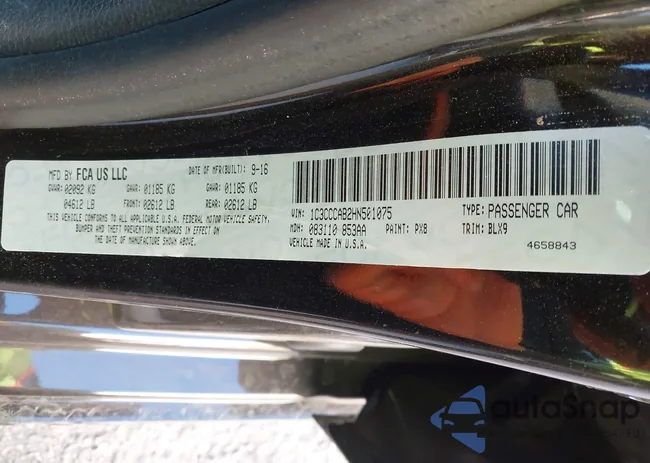 MFD BY FCA US LLC DATE OF MFR(BUILT): 9-16
GVWR: 02092 KG GAWR: 01185 KG GAWR: 01185 KG
04612 LB FRONT: 02612 LB REAR: 02612 LB
THIS VEHICLE CONFORMS TO ALL APPLICABLE U.S.A. FEDERAL MOTOR VEHICLE SAFETY,
BUMPER AND THEFT PREVENTION STANDARDS IN EFFECT
ON THE DATE OF MANUFACTURE SHOWN ABOVE
VIN: 1C3CCCAB2HN501075 TYPE: PASSENGER CAR
MDH: 083110 853AA PAINT: PX8 TRIM: BLX9
VEHICLE MADE IN U.S.A. 4658843
autoSnap